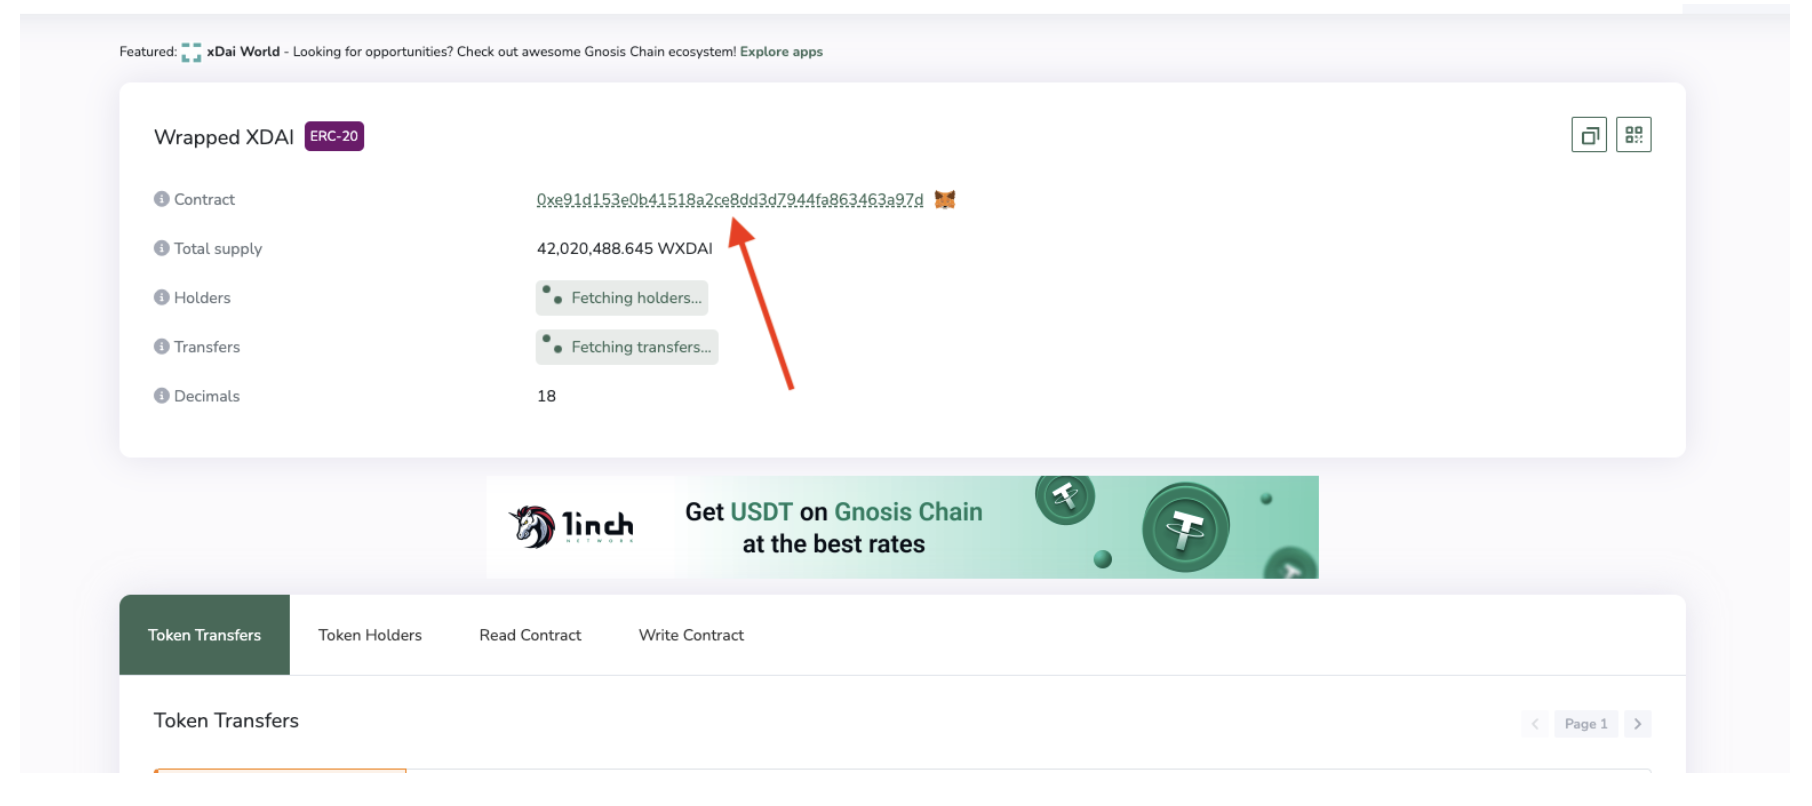 Featured: xDai World - Looking for opportunities? Check out awesome Gnosis Chain ecosystem! Explore apps
Wrapped XDAI ERC-20
Contract 0xe91d153e0b41518a2ce8dd3d7944fa863463a97d
Total supply 42,020,488.645 WXDAI
Holders Fetching holders...
Transfers Fetching transfers...
Decimals 18
1inch
NETWORK
Get USDT on Gnosis Chain
at the best rates
Token Transfers Token Holders Read Contract Write Contract
Token Transfers
Page 1